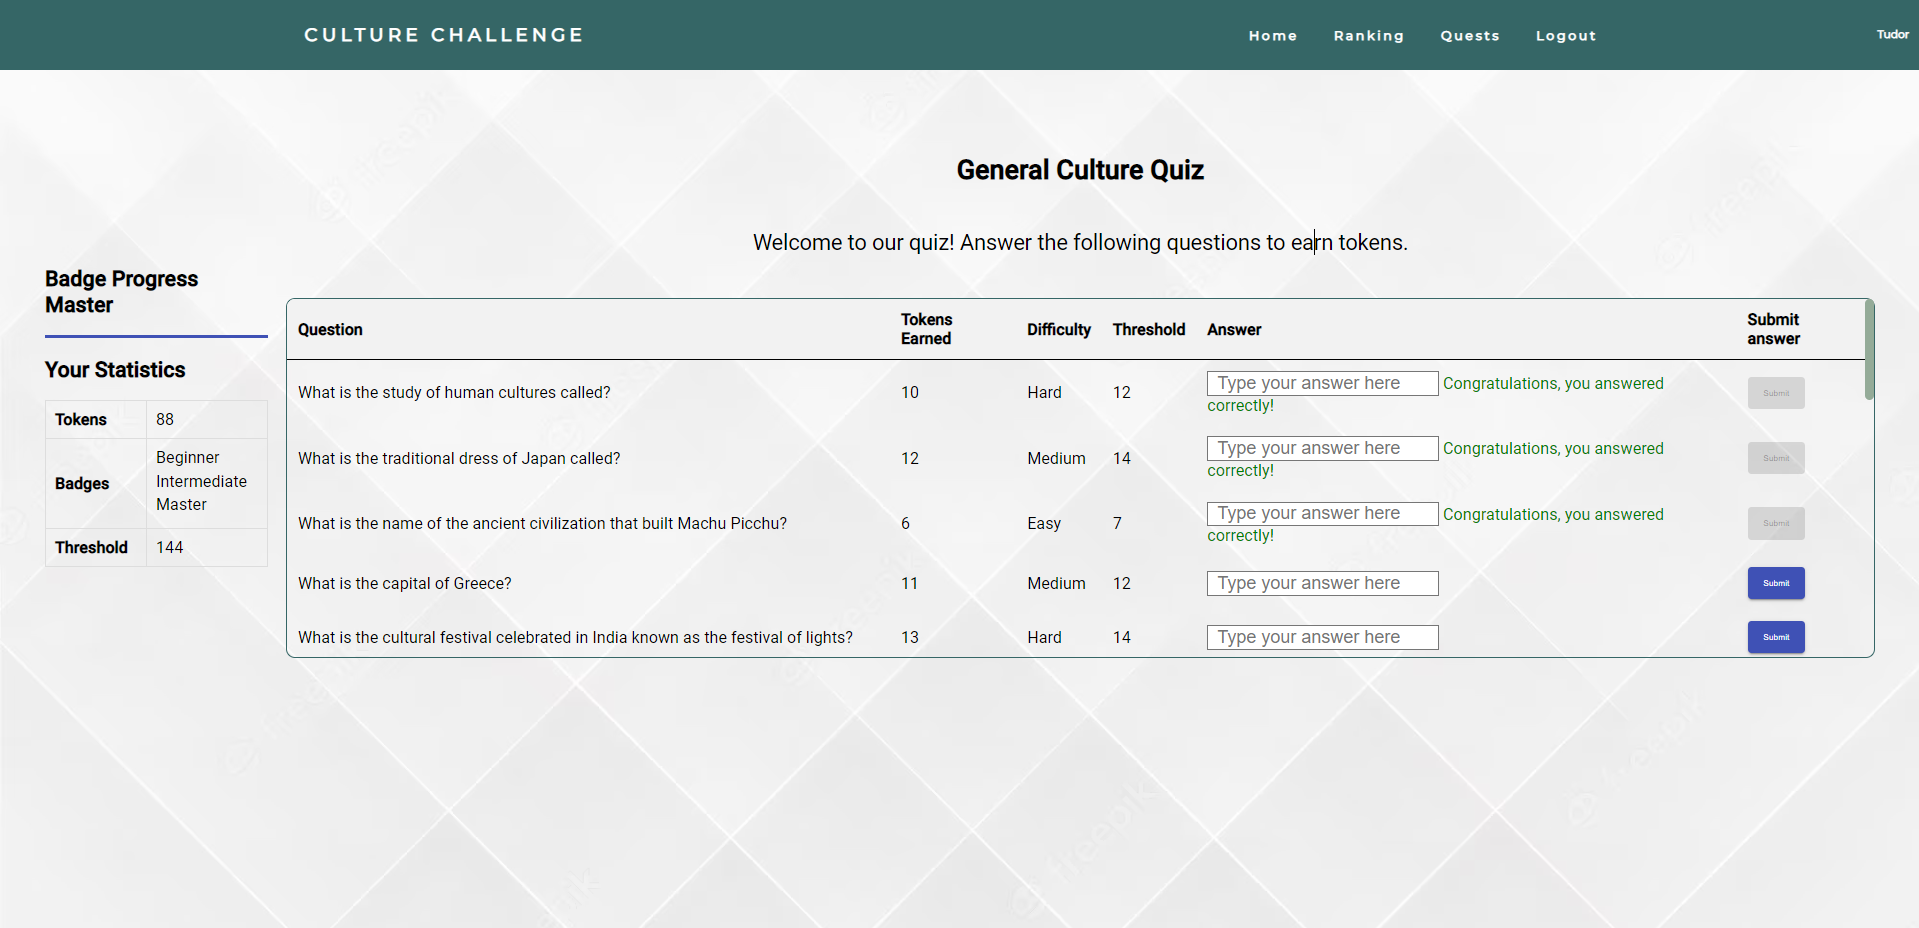 CULTURE CHALLENGE
Home Ranking Quests Logout
Tudor
General Culture Quiz
Welcome to our quiz! Answer the following questions to earn tokens.
Badge Progress
Master
Your Statistics
Tokens 88
Badges Beginner
Intermediate
Master
Threshold 144
Question Tokens Earned Difficulty Threshold Answer Submit answer
What is the study of human cultures called? 10 Hard 12 Type your answer here Congratulations, you answered
correctly!
Submit
What is the traditional dress of Japan called? 12 Medium 14 Type your answer here Congratulations, you answered
correctly!
Submit
What is the name of the ancient civilization that built Machu Picchu? 6 Easy 7 Type your answer here Congratulations, you answered
correctly!
Submit
What is the capital of Greece? 11 Medium 12 Type your answer here Submit
What is the cultural festival celebrated in India known as the festival of lights? 13 Hard 14 Type your answer here Submit
freepik
freepik
freepik
freepik